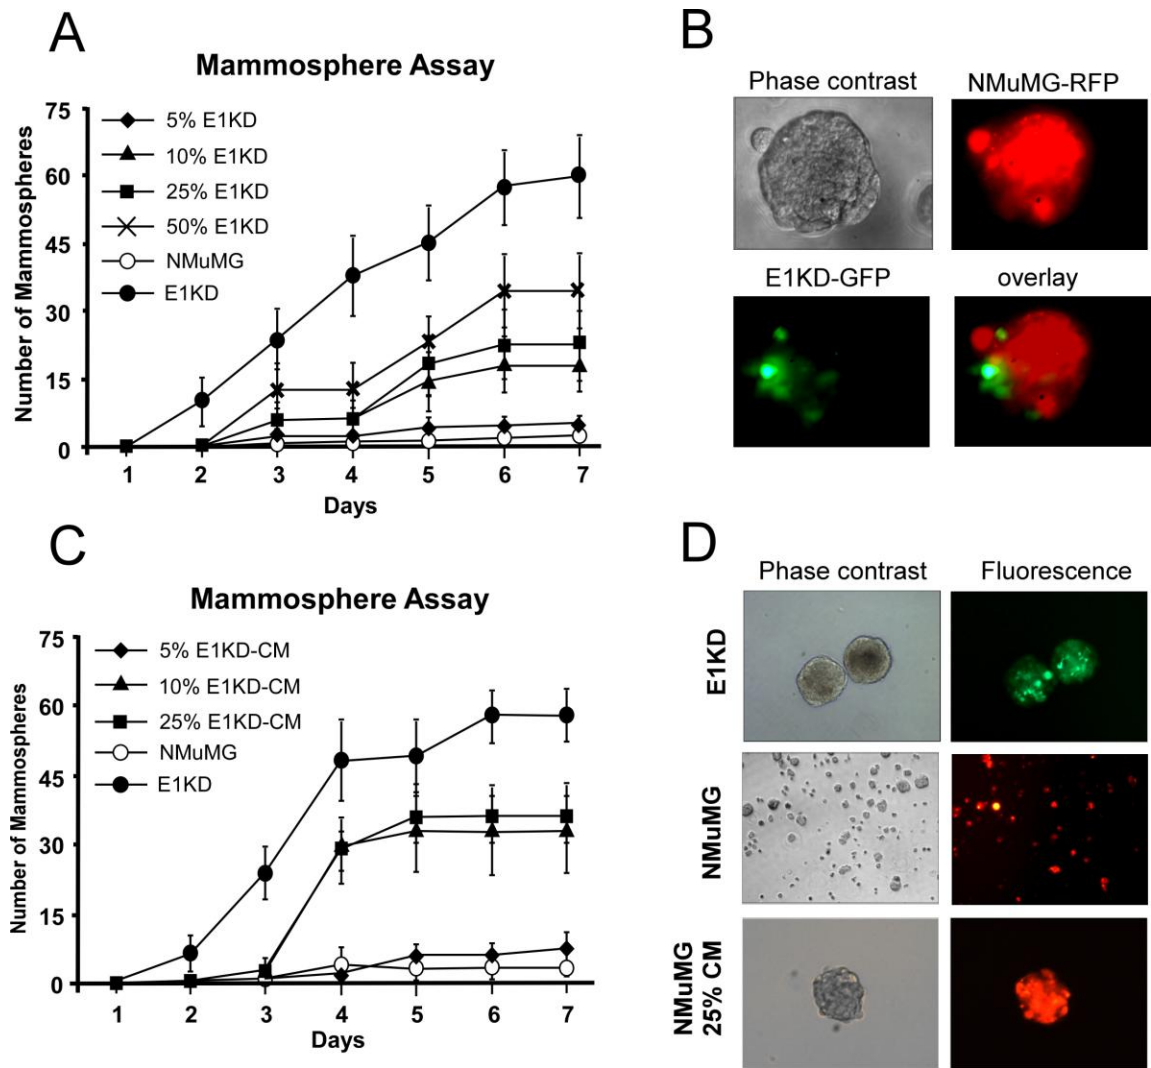 A
Mammosphere Assay
Number of Mammospheres
75
60
45
30
15
0
5% E1KD
10% E1KD
25% E1KD
50% E1KD
NMuMG
E1KD
1 2 3 4 5 6 7
Days
B
Phase contrast
NMuMG-RFP
E1KD-GFP
overlay
C
Mammosphere Assay
Number of Mammospheres
75
60
45
30
15
0
5% E1KD-CM
10% E1KD-CM
25% E1KD-CM
NMuMG
E1KD
1 2 3 4 5 6 7
Days
D
Phase contrast
Fluorescence
E1KD
NMuMG
NMuMG
25% CM